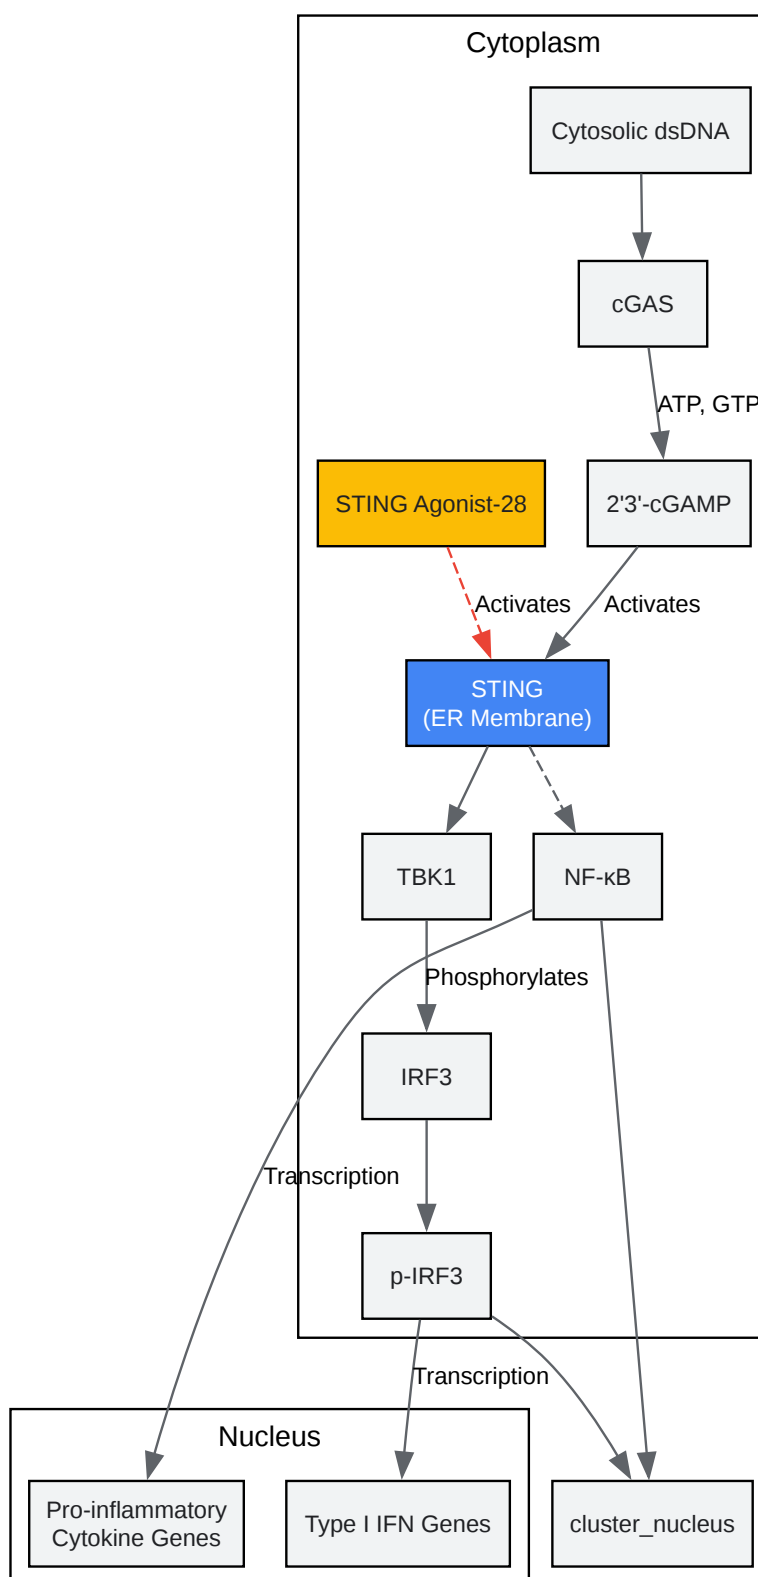 Cytoplasm
Cytosolic dsDNA
cGAS
ATP, GTP
STING Agonist-28
2'3'-cGAMP
Activates
Activates
STING
(ER Membrane)
TBK1
NF-κB
Phosphorylates
IRF3
Transcription
p-IRF3
Transcription
Nucleus
Pro-inflammatory
Cytokine Genes
Type I IFN Genes
cluster_nucleus